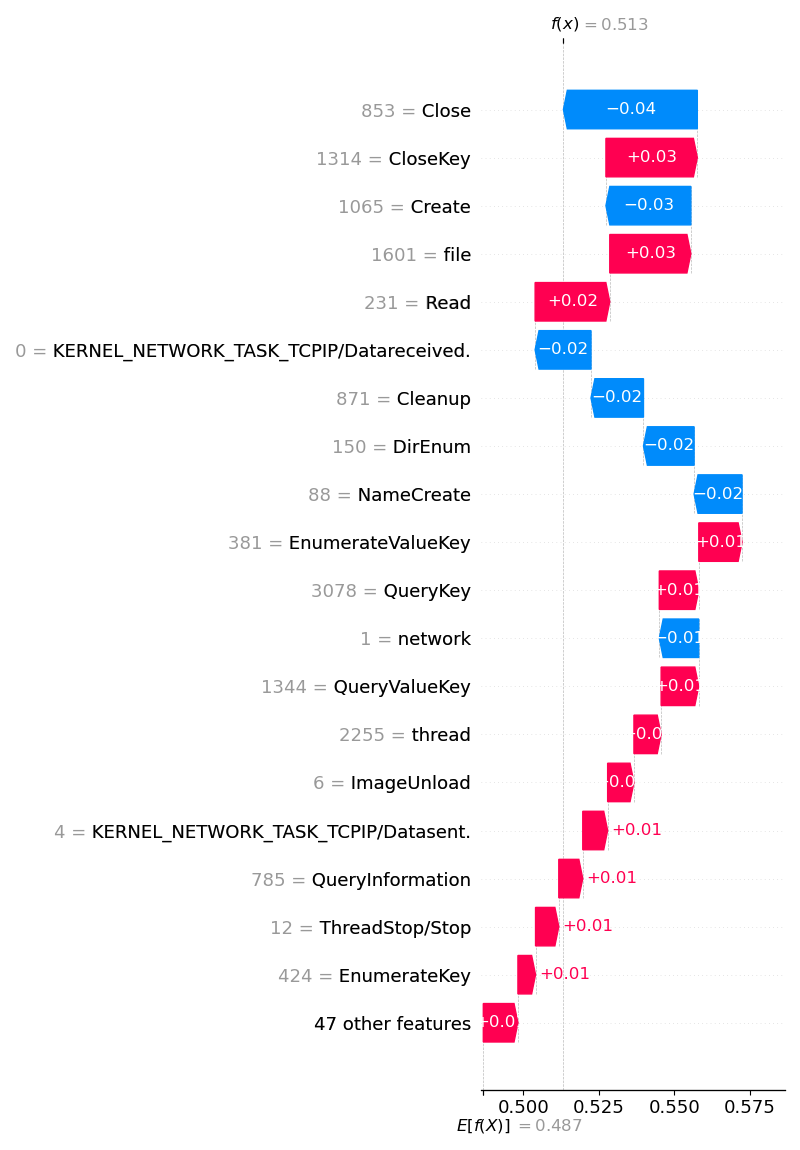 f(x) = 0.513
853 = Close −0.04
1314 = CloseKey +0.03
1065 = Create −0.03
1601 = file +0.03
231 = Read +0.02
0 = KERNEL_NETWORK_TASK_TCPIP/Datareceived. −0.02
871 = Cleanup −0.02
150 = DirEnum −0.02
88 = NameCreate −0.02
381 = EnumerateValueKey +0.01
3078 = QueryKey +0.01
1 = network −0.01
1344 = QueryValueKey +0.01
2255 = thread
6 = ImageUnload
4 = KERNEL_NETWORK_TASK_TCPIP/Datasent. +0.01
785 = QueryInformation +0.01
12 = ThreadStop/Stop +0.01
424 = EnumerateKey +0.01
47 other features
0.500 0.525 0.550 0.575
E[f(X)] = 0.487